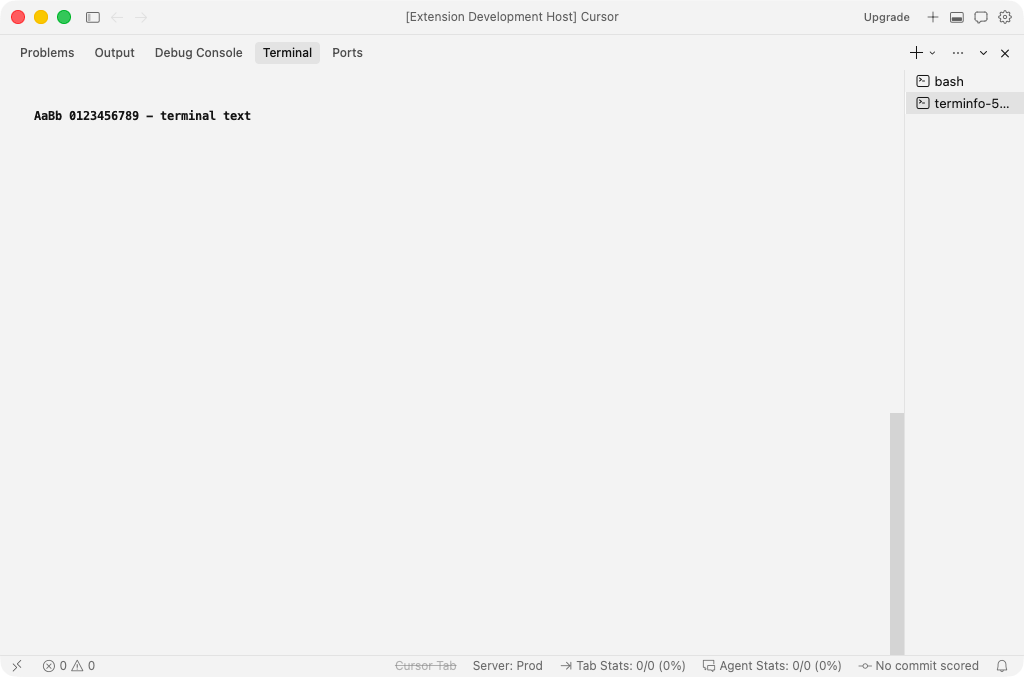 [Extension Development Host] Cursor
Upgrade
Problems Output Debug Console Terminal Ports
bash
terminfo-5...
AaBb 0123456789 – terminal text
0 0 Cursor Tab Server: Prod Tab Stats: 0/0 (0%) Agent Stats: 0/0 (0%) No commit scored